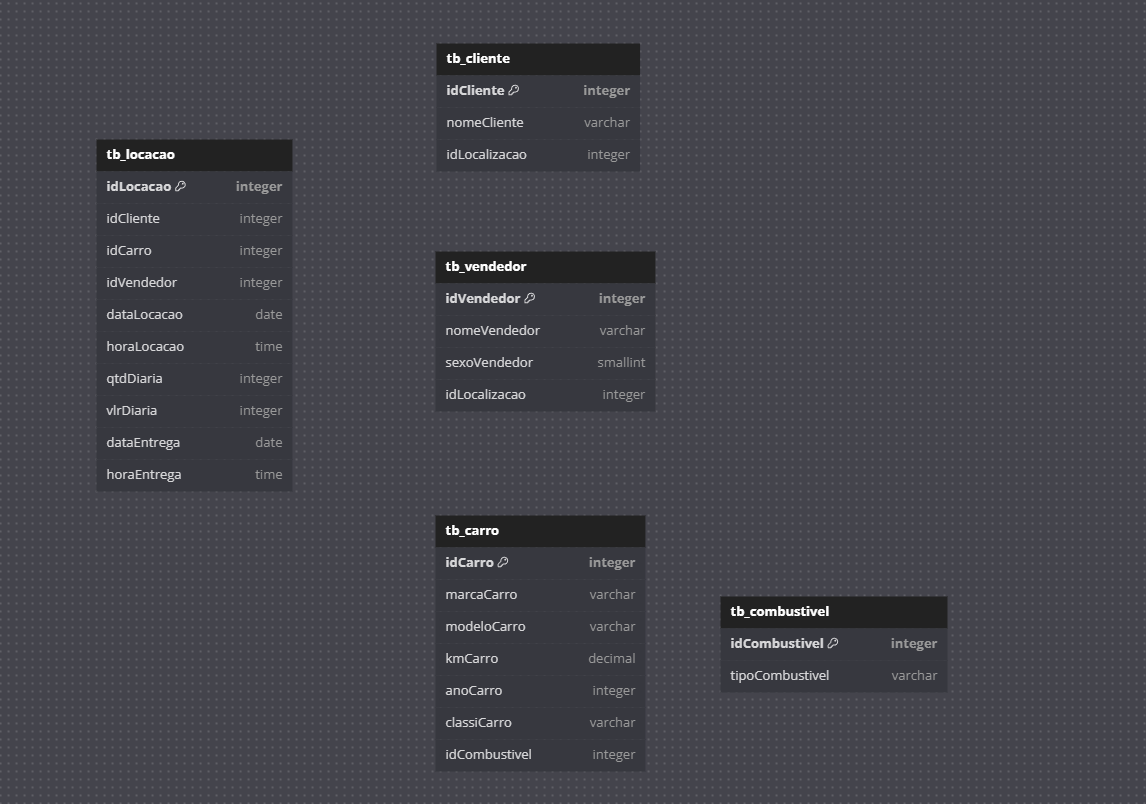 tb_cliente
idCliente integer
nomeCliente varchar
idLocalizacao integer
tb_locacao
idLocacao integer
idCliente integer
idCarro integer
idVendedor integer
dataLocacao date
horaLocacao time
qtdDiaria integer
vlrDiaria integer
dataEntrega date
horaEntrega time
tb_vendedor
idVendedor integer
nomeVendedor varchar
sexoVendedor smallint
idLocalizacao integer
tb_carro
idCarro integer
marcaCarro varchar
modeloCarro varchar
kmCarro decimal
anoCarro integer
classiCarro varchar
idCombustivel integer
tb_combustivel
idCombustivel integer
tipoCombustivel varchar